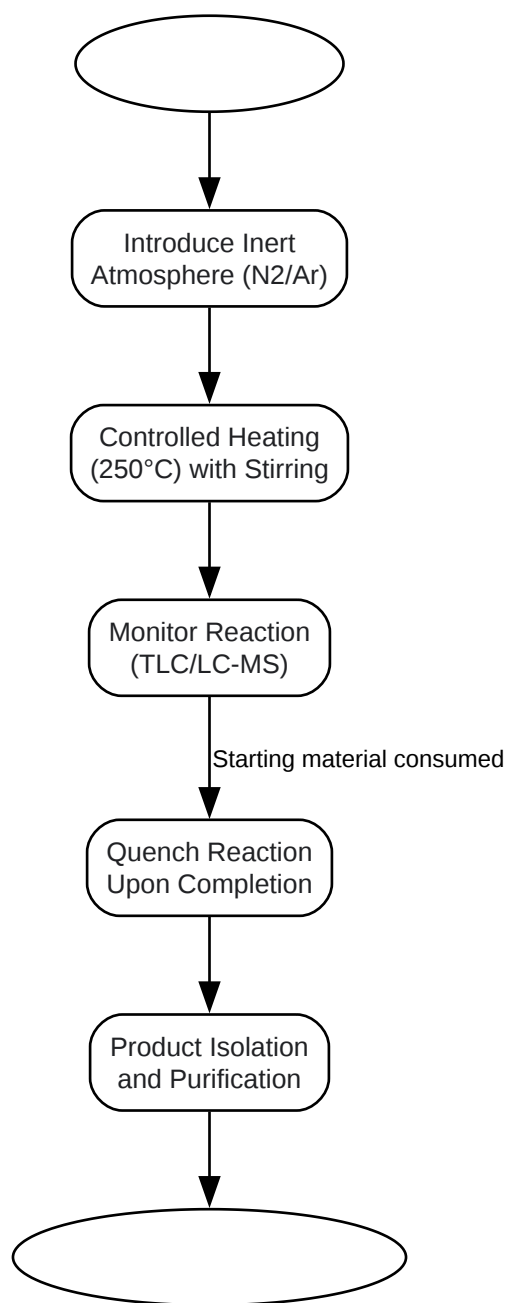 Introduce Inert
Atmosphere (N2/Ar)
Controlled Heating
(250°C) with Stirring
Monitor Reaction
(TLC/LC-MS)
Starting material consumed
Quench Reaction
Upon Completion
Product Isolation
and Purification